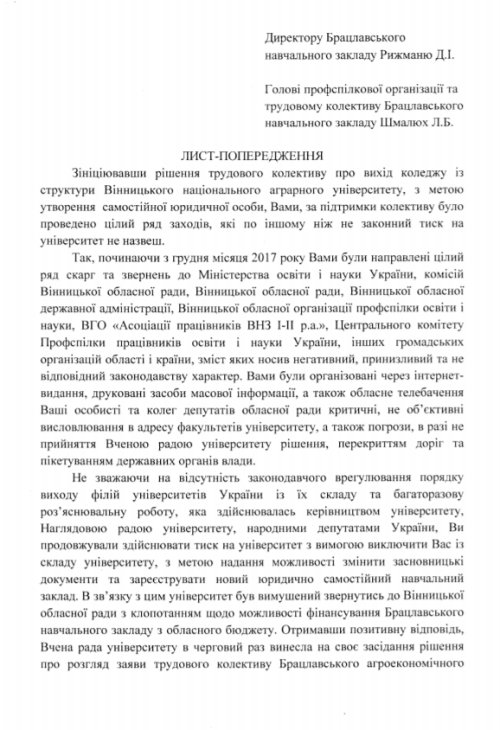 Директору Брацлавського
навчального закладу Рижманю Д.І.
Голові профспілкової організації та
трудовому колективу Брацлавського
навчального закладу Шмалюх Л.Б.
ЛИСТ-ПОПЕРЕДЖЕННЯ
Зініціювавши рішення трудового колективу про вихід коледжу із
структури Вінницького національного аграрного університету, з метою
утворення самостійної юридичної особи, Вами, за підтримки колективу було
проведено цілий ряд заходів, які по іншому ніж не законний тиск на
університет не назвеш.
Так, починаючи з грудня місяця 2017 року Вами були направлені цілий
ряд скарг та звернень до Міністерства освіти і науки України, комісій
Вінницької обласної ради, Вінницької обласної ради, Вінницької обласної
державної адміністрації, Вінницької обласної організації профспілки освіти і
науки, ВГО «Асоціації працівників ВНЗ І-ІІ р.а.», Центрального комітету
Профспілки працівників освіти і науки України, інших громадських
організацій області і країни, зміст яких носив негативний, принизливий та не
відповідний законодавству характер. Вами були організовані через інтернет-
видання, друковані засоби масової інформації, а також обласне телебачення
Ваші особисті та колег депутатів обласної ради критичні, не об’єктивні
висловлювання в адресу факультетів університету, а також погрози, в разі не
прийняття Вченою радою університету рішення, перекриттям доріг та
пікетуванням державних органів влади.
Не зважаючи на відсутність законодавчого врегулювання порядку
виходу філій університетів України із їх складу та багаторазову
роз’яснювальну роботу, яка здійснювалась керівництвом університету,
Наглядовою радою університету, народними депутатами України, Ви
продовжували здійснювати тиск на університет з вимогою виключити Вас із
складу університету, з метою надання можливості змінити засновницькі
документи та зареєструвати новий юридично самостійний навчальний
заклад. В зв’язку з цим університет був вимушений звернутись до Вінницької
обласної ради з клопотанням щодо можливості фінансування Брацлавського
навчального закладу з обласного бюджету. Отримавши позитивну відповідь,
Вчена рада університету в черговий раз винесла на своє засідання рішення
про розгляд заяви трудового колективу Брацлавського агроекономічного